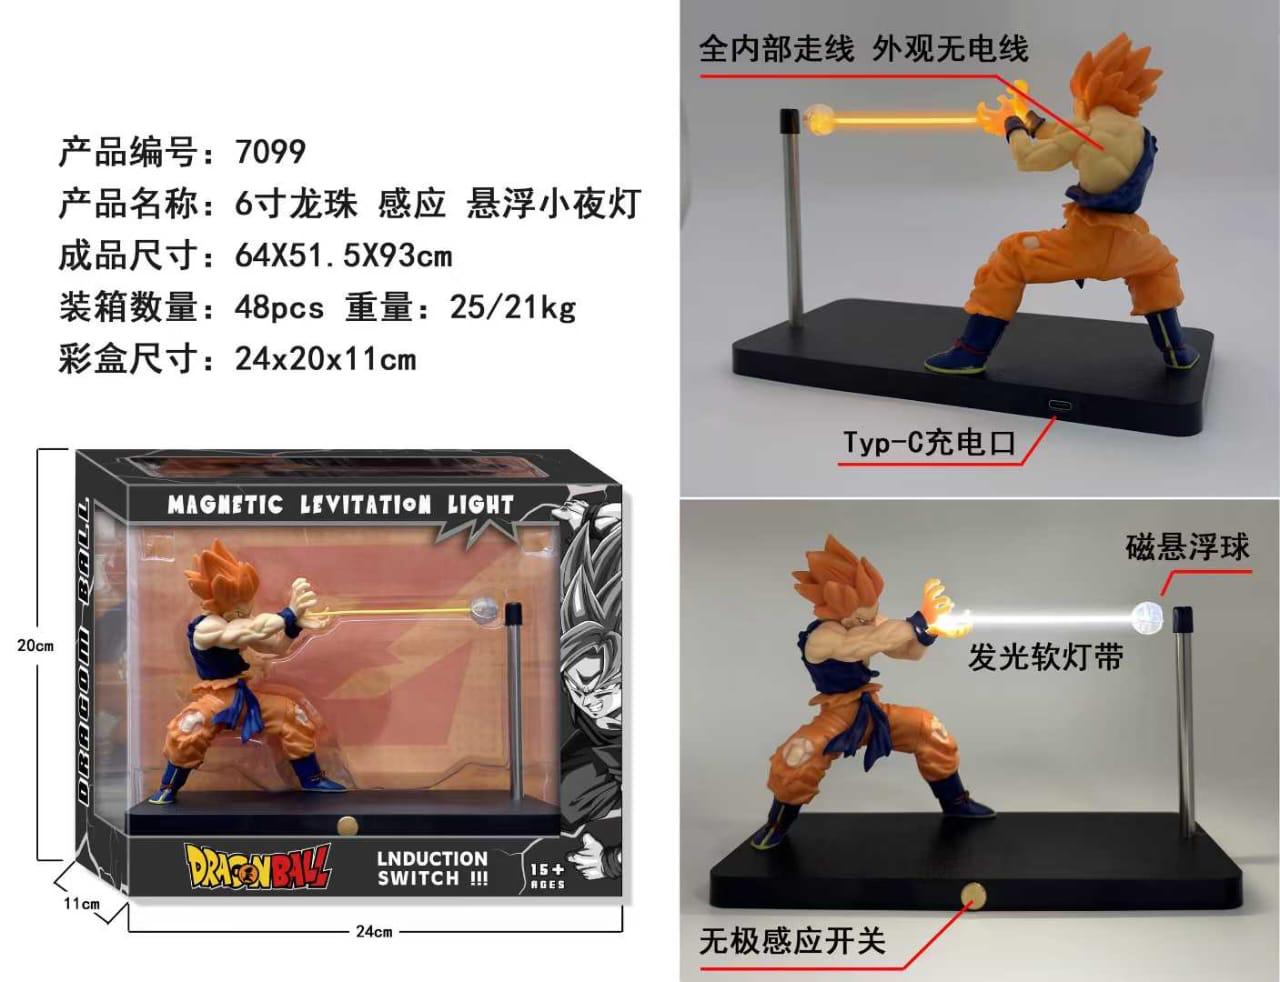 产品编号：7099
产品名称：6寸龙珠 感应 悬浮小夜灯
成品尺寸：64X51.5X93cm
装箱数量：48pcs 重量：25/21kg
彩盒尺寸：24x20x11cm
全内部走线 外观无电线
Typ-C充电口
MAGNETIC LEVITATION LIGHT
DRAGOM BALL
DRAGON BALL
LNDUCTION
SWITCH !!!
15+
AGES
20cm
11cm
24cm
磁悬浮球
发光软灯带
无极感应开关